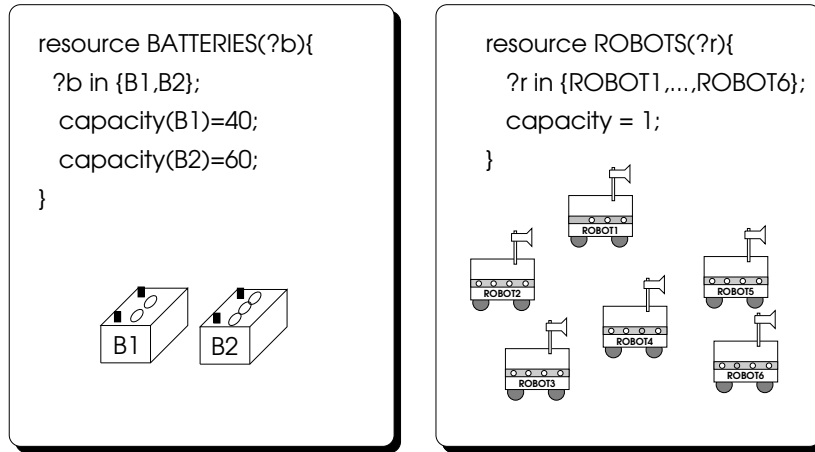 resource BATTERIES(?b){
?b in {B1,B2};
capacity(B1)=40;
capacity(B2)=60;
}
B1
B2
resource ROBOTS(?r){
?r in {ROBOT1,...,ROBOT6};
capacity = 1;
}
ROBOT1
ROBOT2
ROBOT5
ROBOT4
ROBOT3
ROBOT6